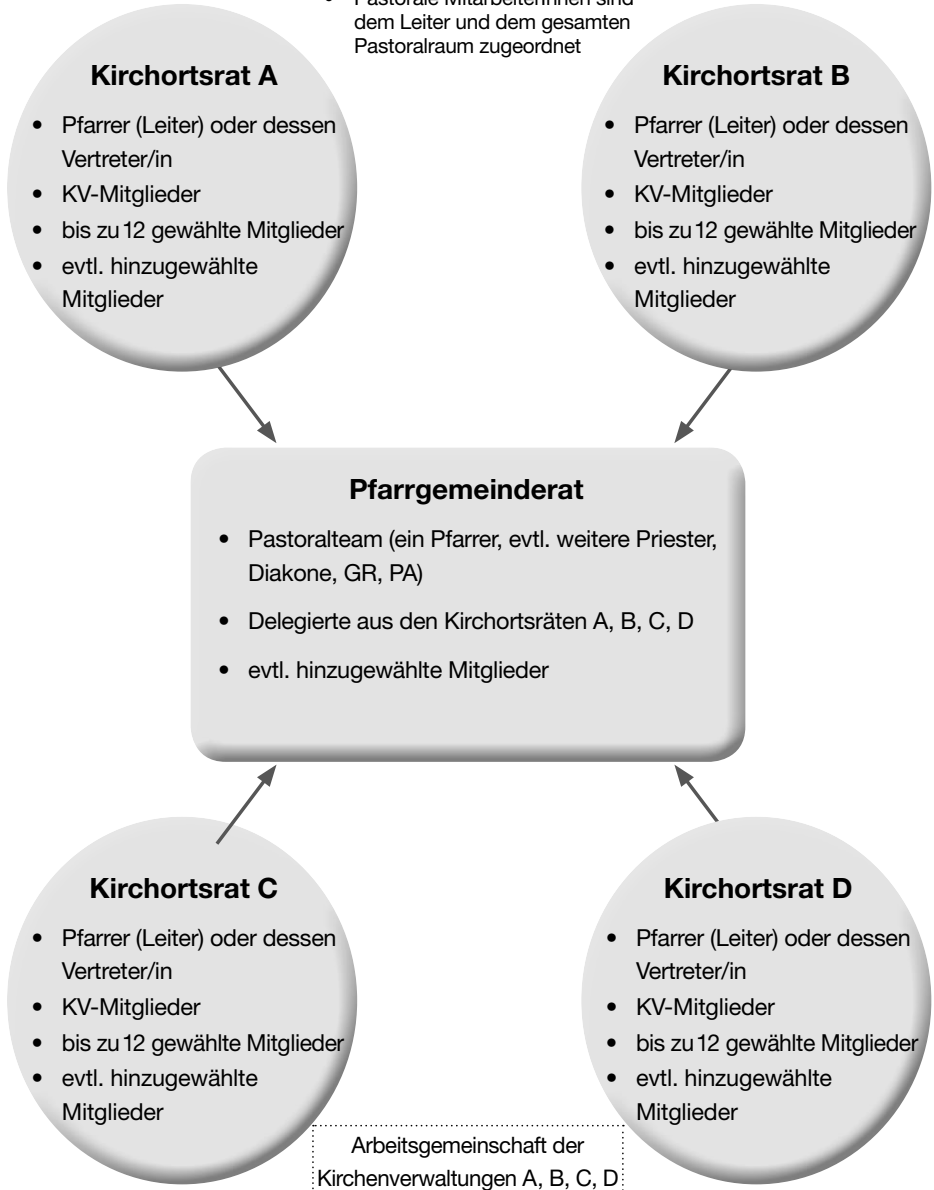 • Pastorale MitarbeiterInnen sind
dem Leiter und dem gesamten
Pastoralraum zugeordnet
Kirchortsrat A
• Pfarrer (Leiter) oder dessen
Vertreter/in
• KV-Mitglieder
• bis zu 12 gewählte Mitglieder
• evtl. hinzugewählte
Mitglieder
Kirchortsrat B
• Pfarrer (Leiter) oder dessen
Vertreter/in
• KV-Mitglieder
• bis zu 12 gewählte Mitglieder
• evtl. hinzugewählte
Mitglieder
Pfarrgemeinderat
• Pastoralteam (ein Pfarrer, evtl. weitere Priester,
Diakone, GR, PA)
• Delegierte aus den Kirchortsräten A, B, C, D
• evtl. hinzugewählte Mitglieder
Kirchortsrat C
• Pfarrer (Leiter) oder dessen
Vertreter/in
• KV-Mitglieder
• bis zu 12 gewählte Mitglieder
• evtl. hinzugewählte
Mitglieder
Kirchortsrat D
• Pfarrer (Leiter) oder dessen
Vertreter/in
• KV-Mitglieder
• bis zu 12 gewählte Mitglieder
• evtl. hinzugewählte
Mitglieder
Arbeitsgemeinschaft der
Kirchenverwaltungen A, B, C, D